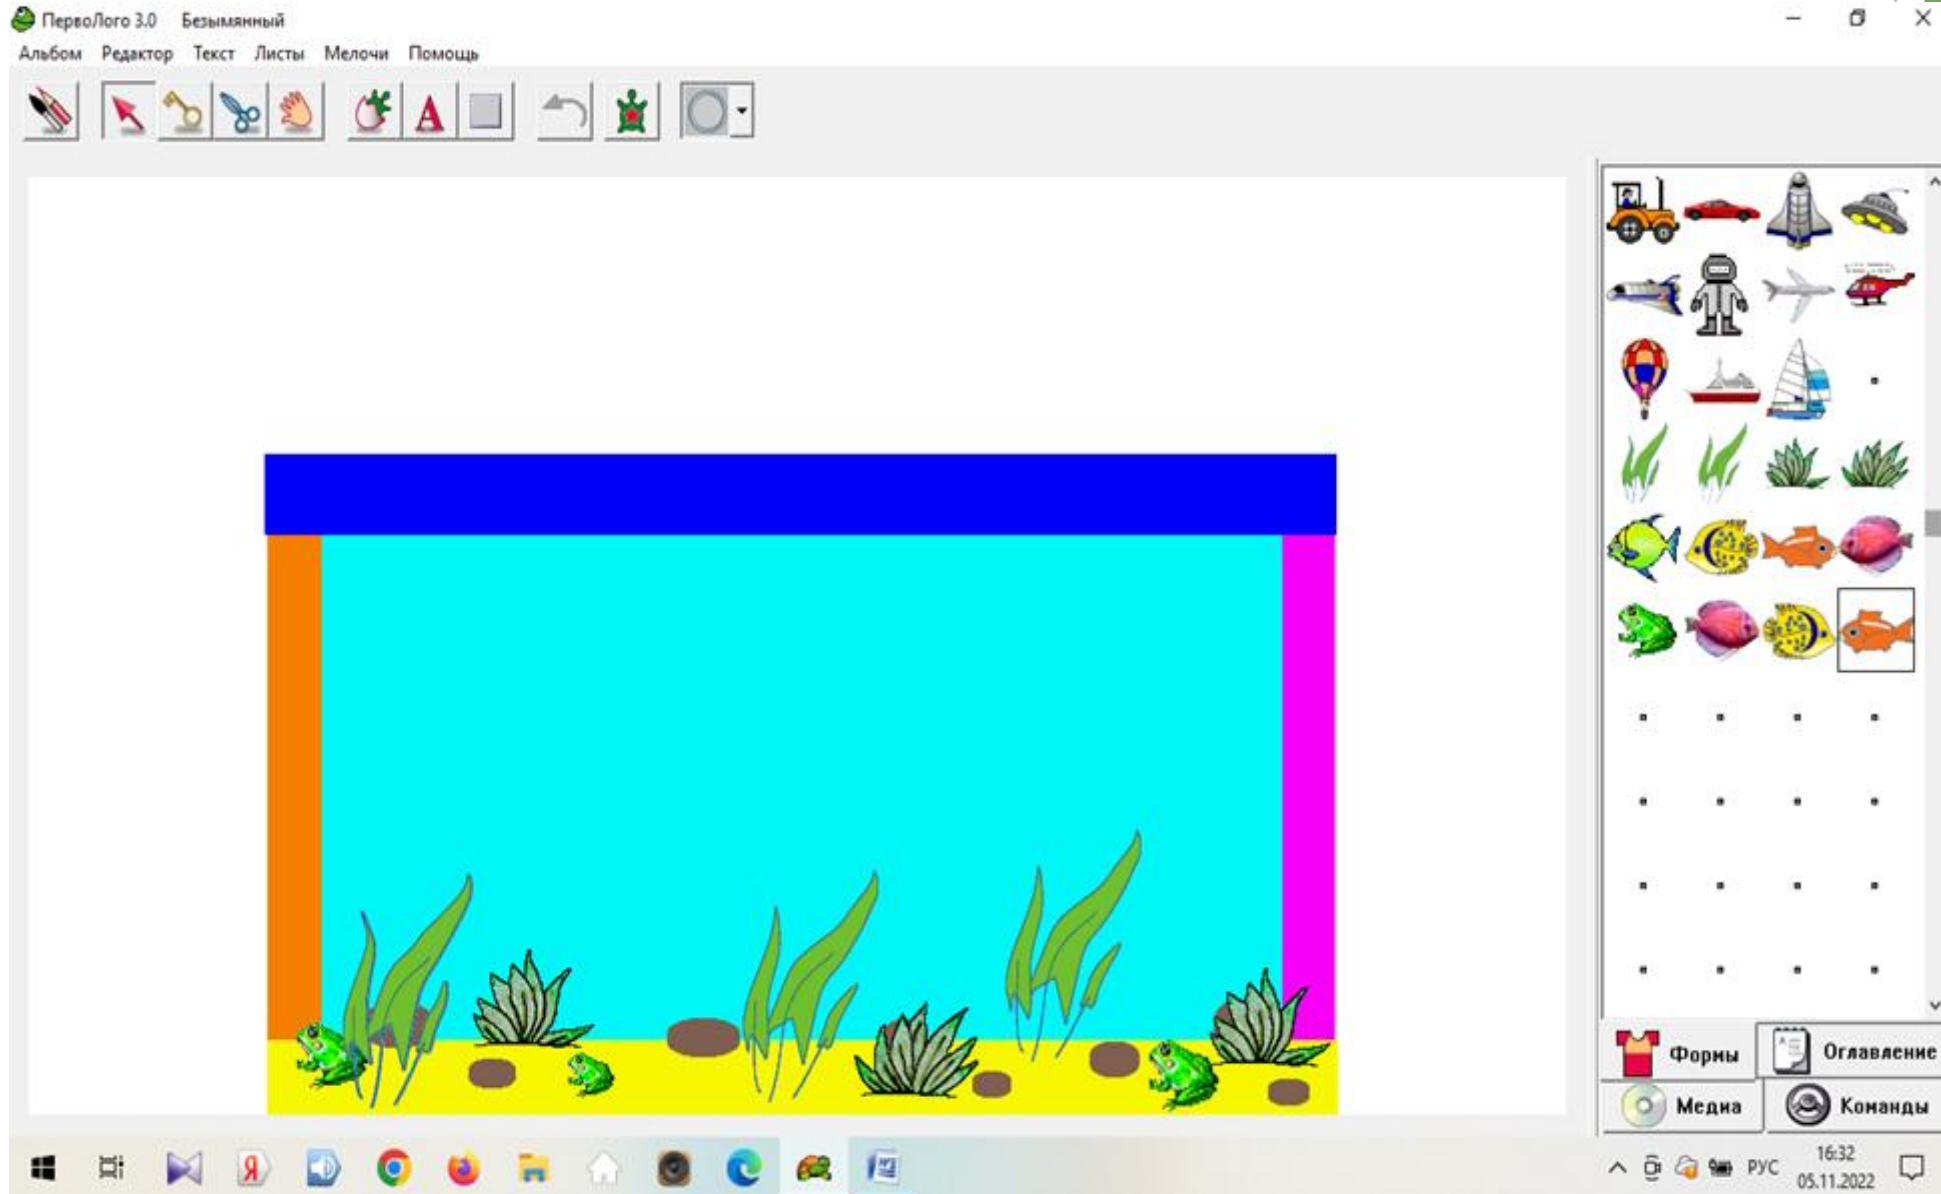 ПервоЛого 3.0 Безымянный
Альбом Редактор Текст Листы Мелочи Помощь
A
Формы
Оглавление
Медиа
Команды
Я
РУС
16:32
05.11.2022